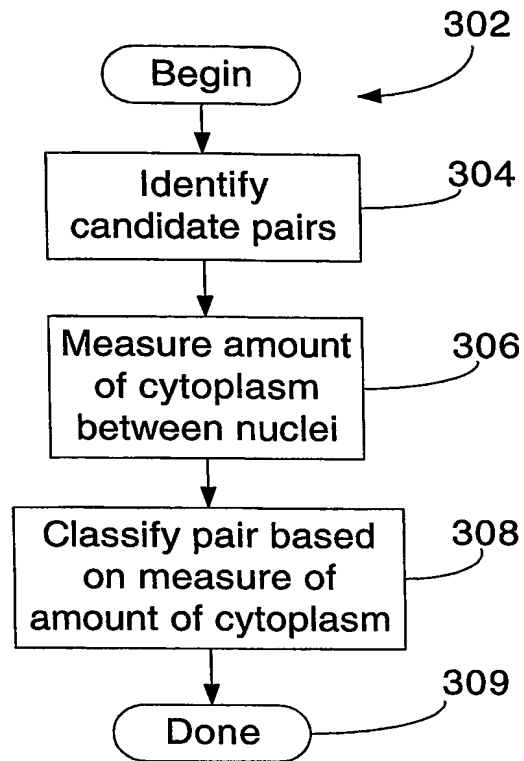 302
Begin
304
Identify
candidate pairs
306
Measure amount
of cytoplasm
between nuclei
308
Classify pair based
on measure of
amount of cytoplasm
309
Done